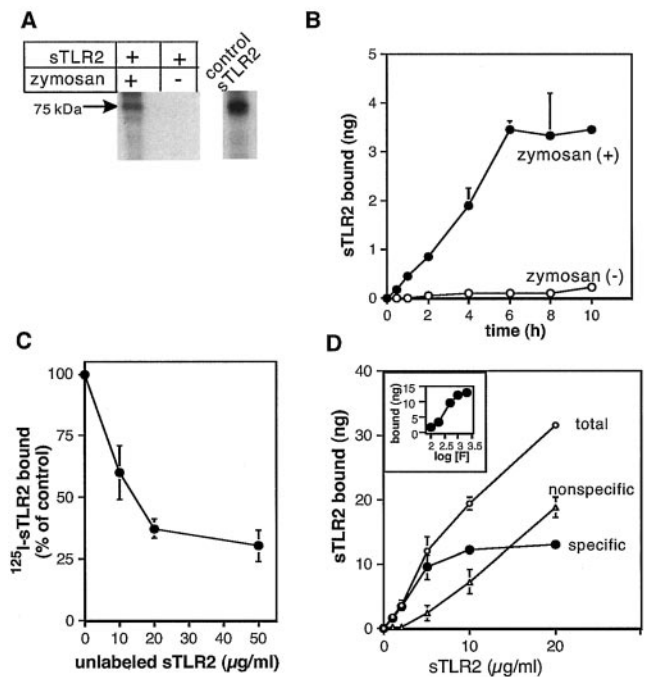 A
sTLR2 + +
zymosan + -
control
sTLR2
75 kDa
B
sTLR2 bound (ng)
5
4
3
2
1
0
zymosan (+)
zymosan (-)
0 2 4 6 8 10
time (h)
C
125I-sTLR2 bound
(% of control)
100
75
50
25
0
0 10 20 30 40 50
unlabeled sTLR2 (µg/ml)
D
sTLR2 bound (ng)
40
30
20
10
0
bound (ng)
15
10
5
0
2 2.5 3 3.5
log [F]
total
nonspecific
specific
0 10 20
sTLR2 (µg/ml)